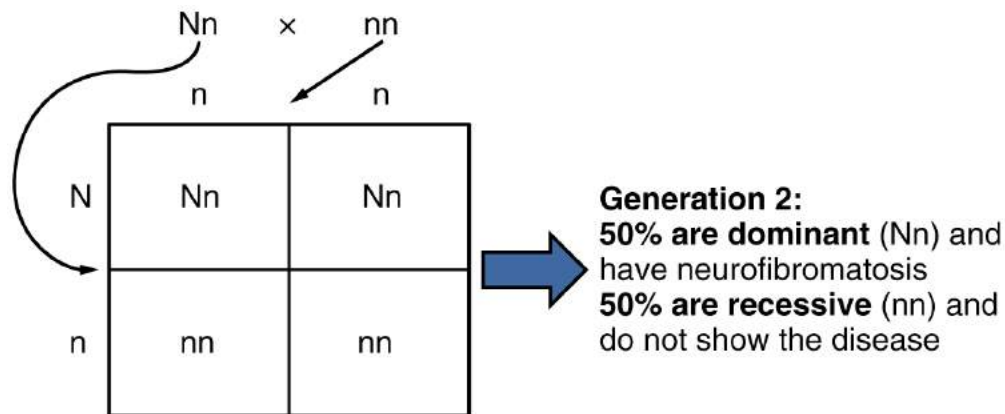 Nn × nn
n n
N Nn Nn
n nn nn
Generation 2:
50% are dominant (Nn) and
have neurofibromatosis
50% are recessive (nn) and
do not show the disease